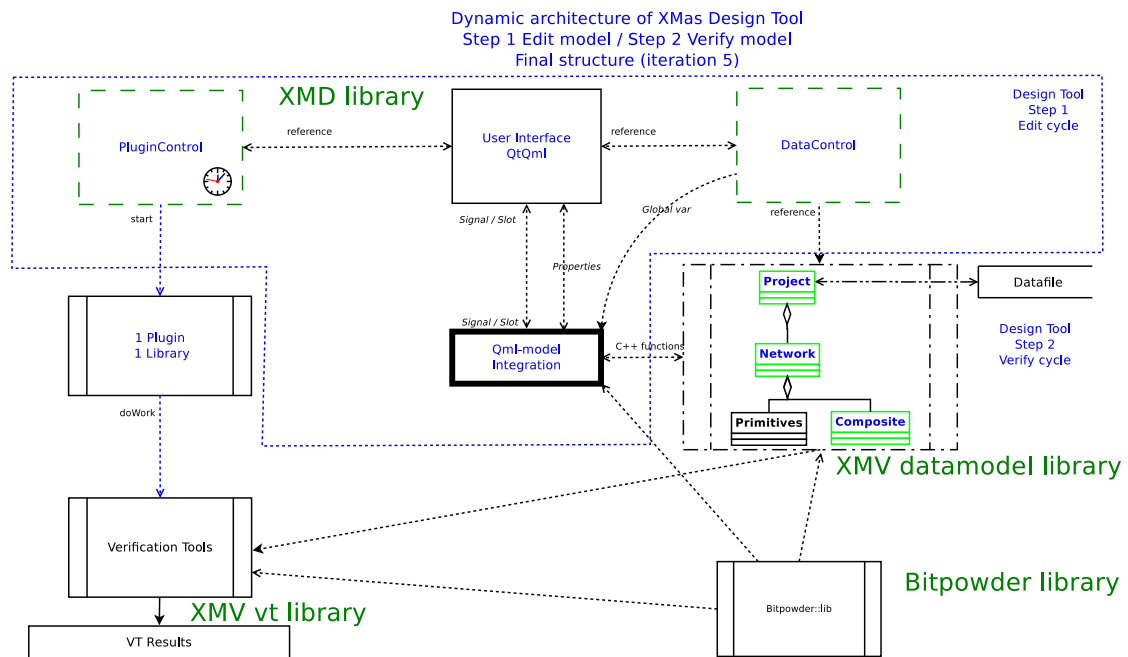 Dynamic architecture of XMas Design Tool
Step 1 Edit model / Step 2 Verify model
Final structure (iteration 5)
XMD library
Design Tool
Step 1
Edit cycle
PluginControl
reference
User Interface
QtQml
reference
DataControl
start
Signal / Slot
Global var
reference
Properties
Project
Datafile
1 Plugin
1 Library
Signal / Slot
Qml-model
Integration
C++ functions
Network
Design Tool
Step 2
Verify cycle
doWork
Primitives
Composite
XMV datamodel library
Verification Tools
Bitpowder library
XMV vt library
Bitpowder::lib
VT Results